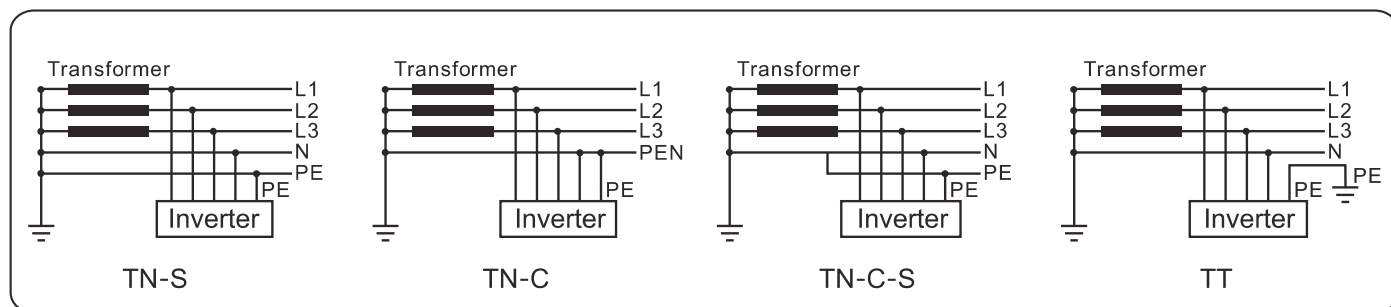 Transformer
L1
L2
L3
N
PE
PE
Inverter
TN-S
Transformer
L1
L2
L3
PEN
PE
Inverter
TN-C
Transformer
L1
L2
L3
N
PE
PE
Inverter
TN-C-S
Transformer
L1
L2
L3
N
PE
PE
Inverter
TT